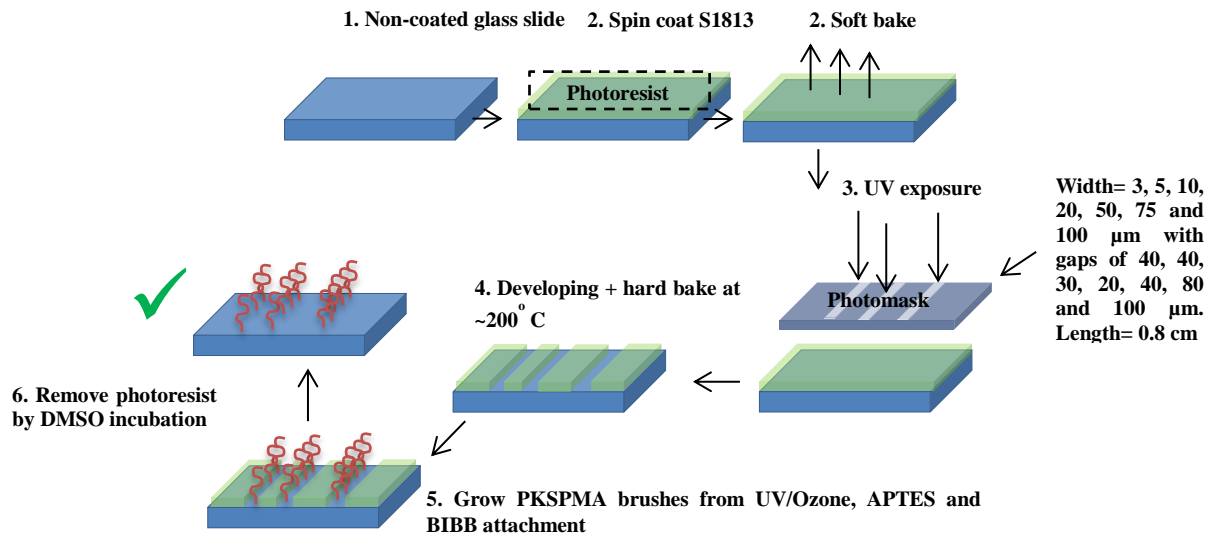 1. Non-coated glass slide
2. Spin coat S1813
2. Soft bake
Photoresist
3. UV exposure
Width= 3, 5, 10,
20, 50, 75 and
100 µm with
gaps of 40, 40,
30, 20, 40, 80
and 100 µm.
Length= 0.8 cm
Photomask
4. Developing + hard bake at
~200° C
5. Grow PKSPMA brushes from UV/Ozone, APTES and
BIBB attachment
6. Remove photoresist
by DMSO incubation